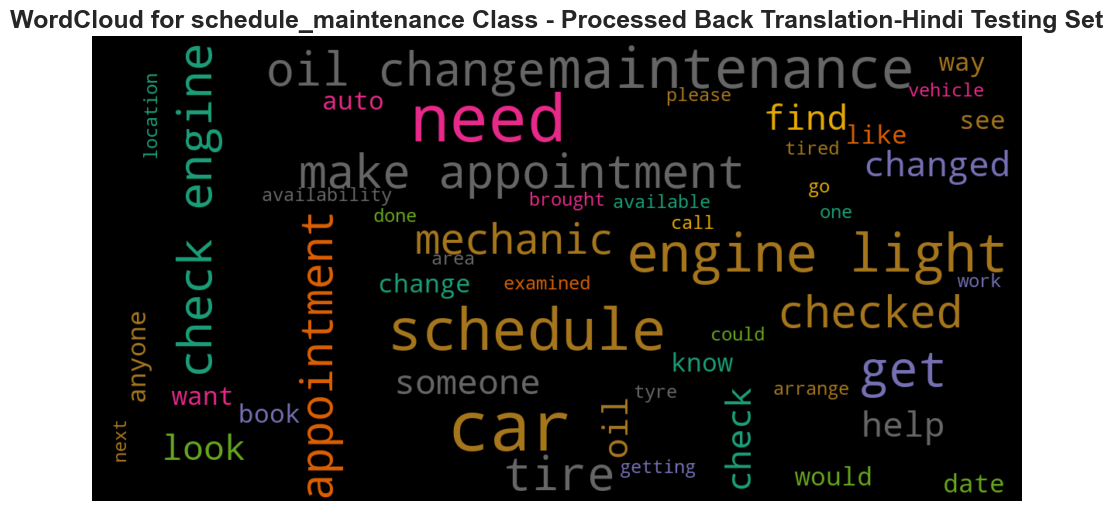 WordCloud for schedule_maintenance Class - Processed Back Translation-Hindi Testing Set
oil change
maintenance
way
check engine
location
auto
need
please
vehicle
find
like
see
tired
make appointment
changed
availability
brought
available
go
one
done
call
appointment
mechanic
area
engine light
change
examined
work
schedule
checked
anyone
could
know
get
want
book
someone
tyre
arrange
check
car
oil
help
next
look
tire
getting
would
date